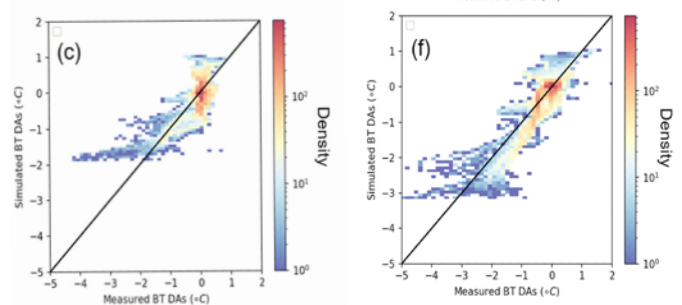 (c)
Simulated BT DAs (∘C)
2
1
0
−1
−2
−3
−4
−5
−5 −4 −3 −2 −1 0 1 2
Measured BT DAs (∘C)
10²
10¹
10⁰
Density
(f)
Simulated BT DAs (∘C)
2
1
0
−1
−2
−3
−4
−5
−5 −4 −3 −2 −1 0 1 2
Measured BT DAs (∘C)
10²
10¹
10⁰
Density